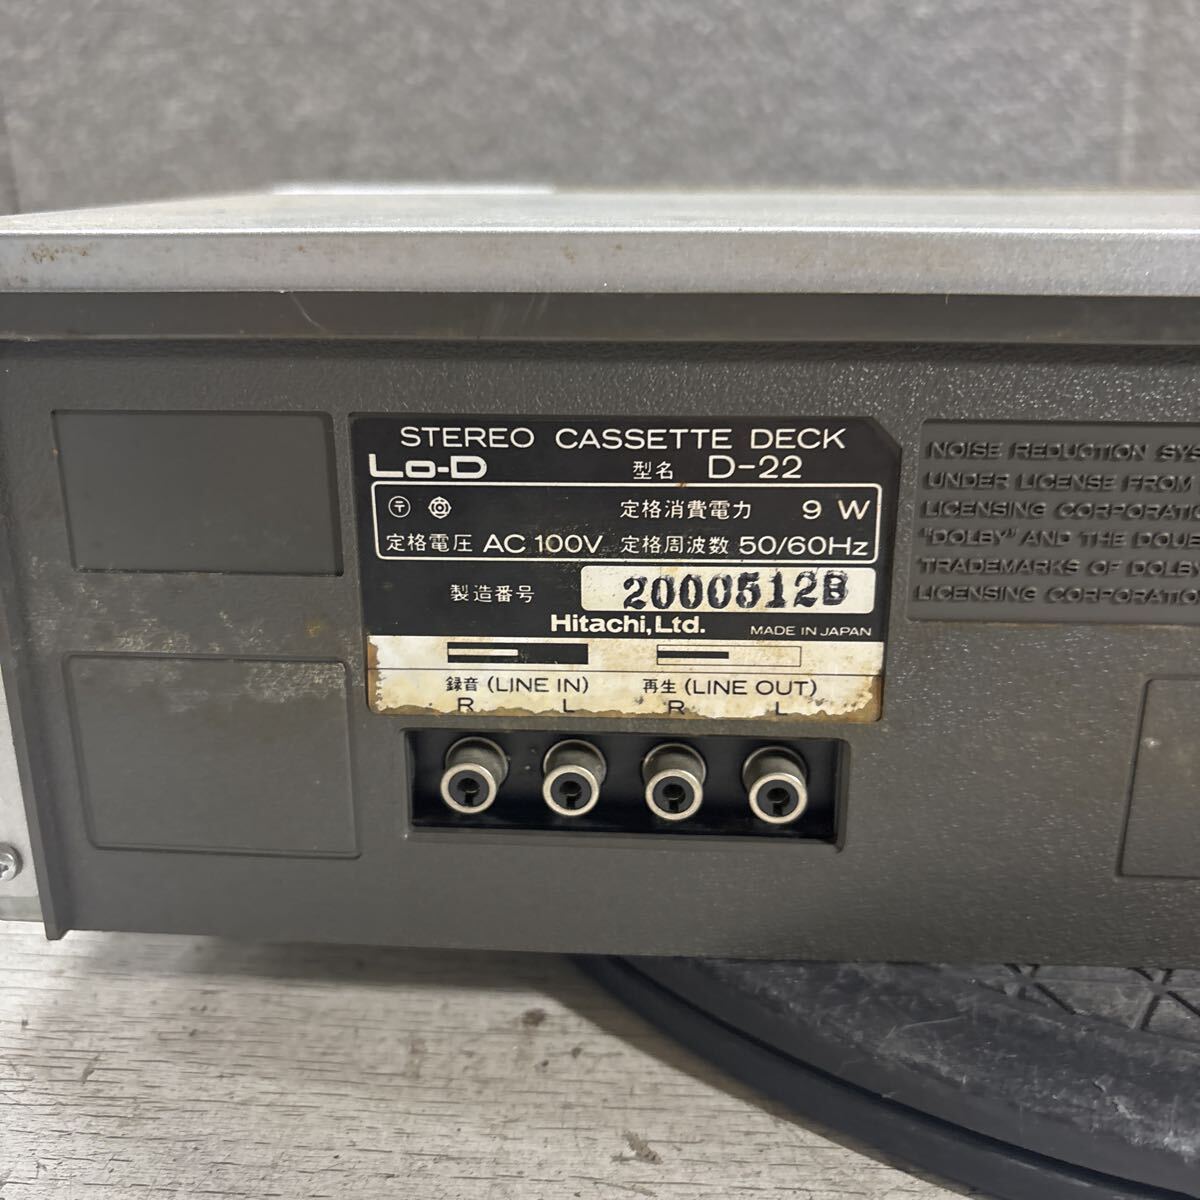 STEREO CASSETTE DECK
Lo-D 型名 D-22
〒 定格消費電力 9 W
定格電圧 AC 100V 定格周波数 50/60Hz
製造番号 2000512B
Hitachi, Ltd. MADE IN JAPAN
録音 (LINE IN) 再生 (LINE OUT)
R L R L
NOISE REDUCTION SYS
UNDER LICENSE FROM
LICENSING CORPORATIO
"DOLBY" AND THE DOUB
TRADEMARKS OF DOLBY
LICENSING CORPORATION